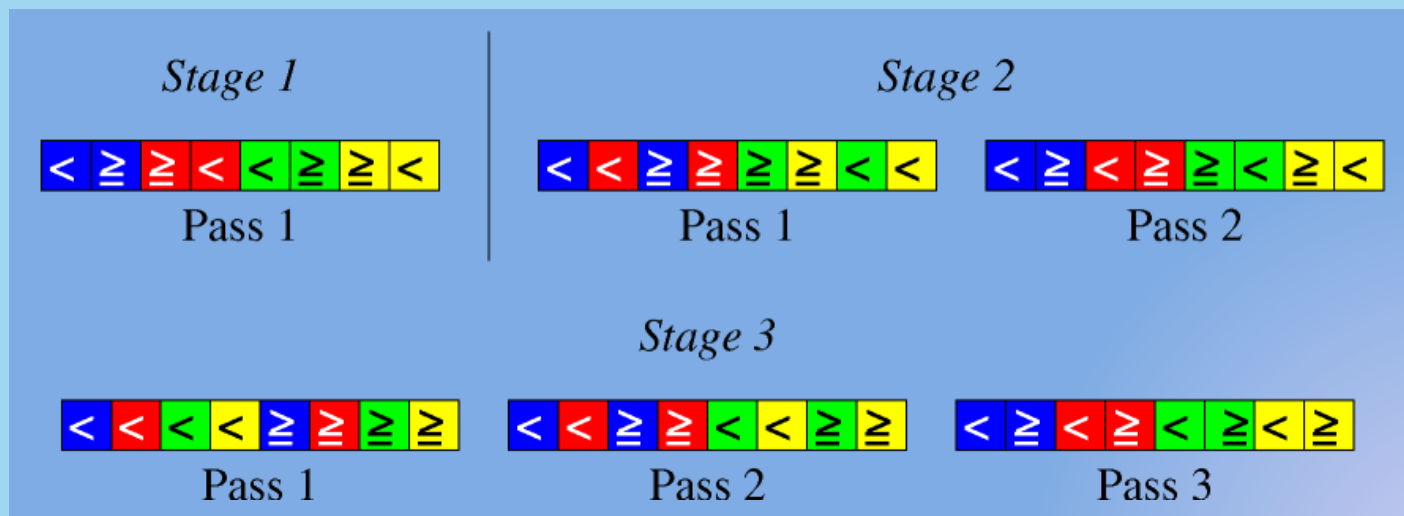 Stage 1
Stage 2
< ≧ ≧ < < ≧ ≧ <
< < ≧ ≧ ≧ ≧ < <
< ≧ < ≧ ≧ < ≧ <
Pass 1
Pass 1
Pass 2
Stage 3
< < < < ≧ ≧ ≧ ≧
< < ≧ ≧ < < ≧ ≧
< ≧ < ≧ < ≧ < ≧
Pass 1
Pass 2
Pass 3